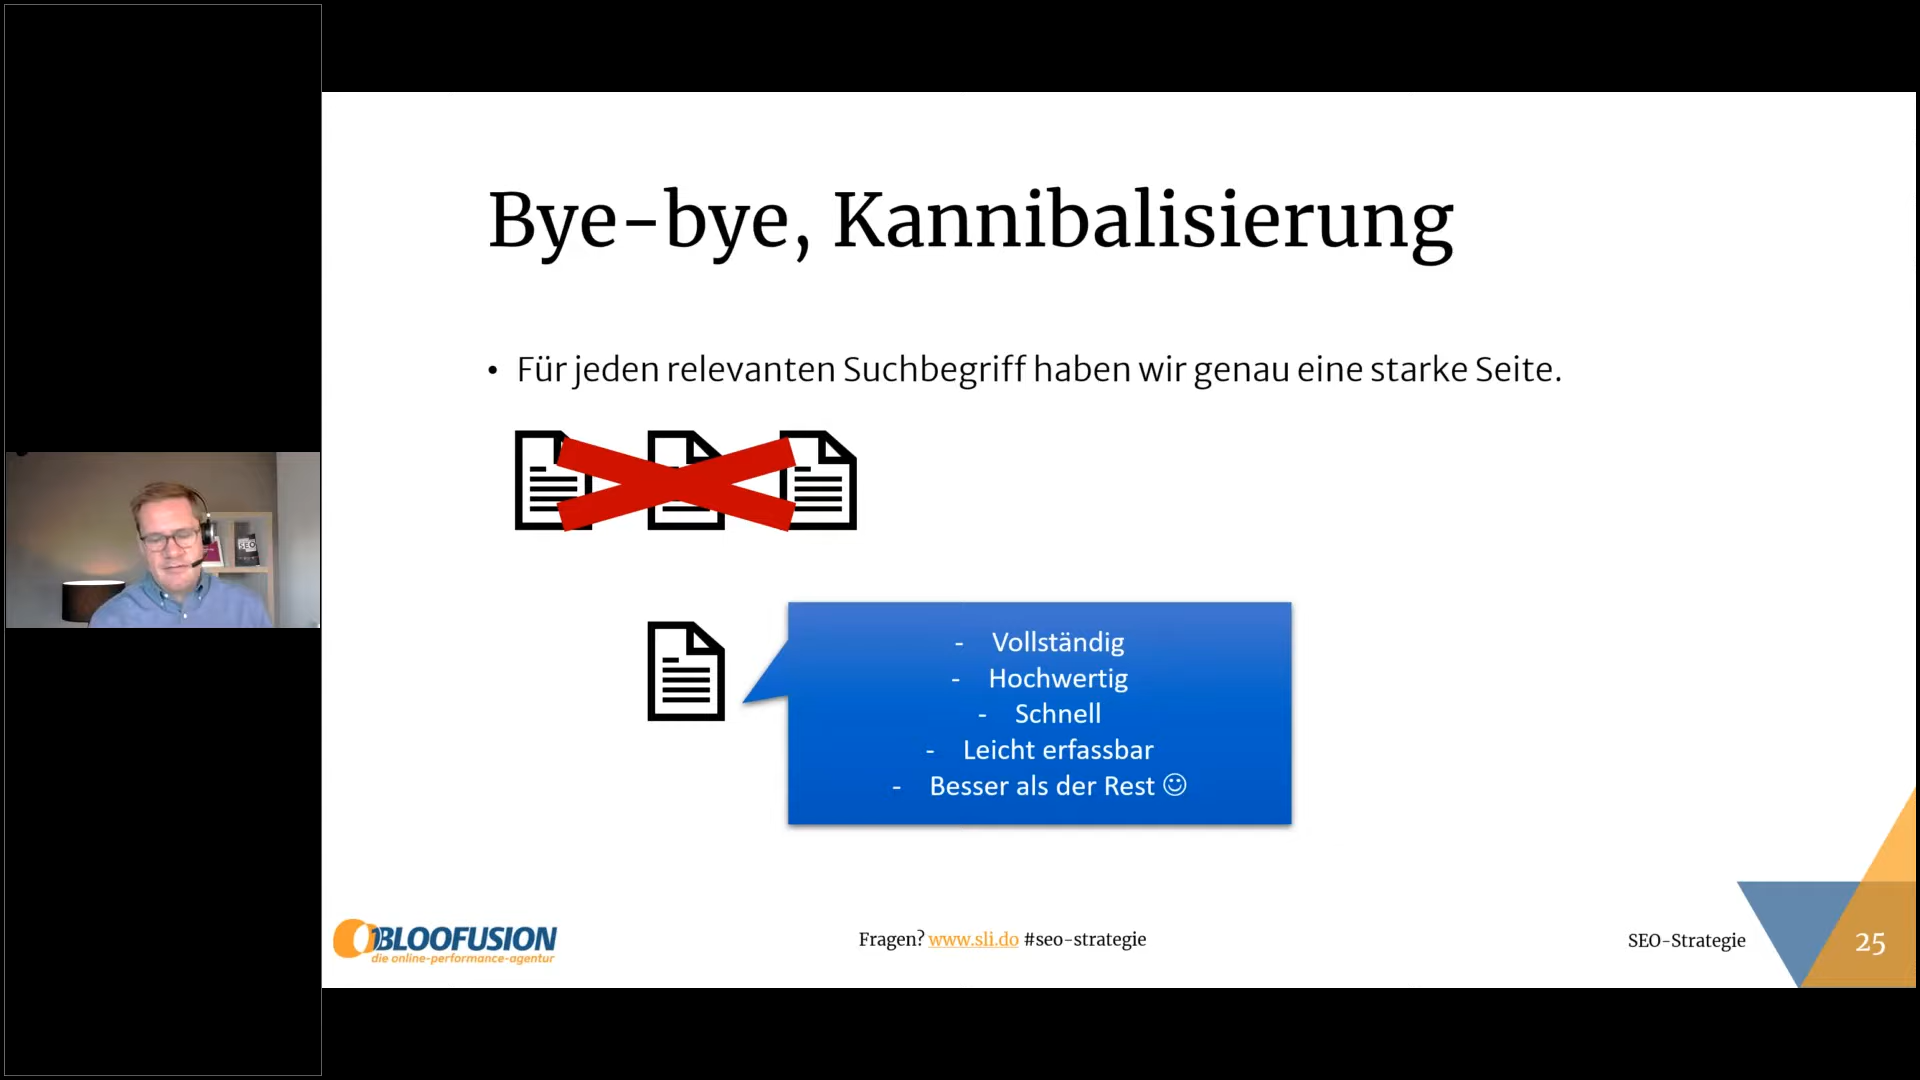 Bye-bye, Kannibalisierung
• Für jeden relevanten Suchbegriff haben wir genau eine starke Seite.
- Vollständig
- Hochwertig
- Schnell
- Leicht erfassbar
- Besser als der Rest ☺
SEO
BLOOFUSION
die online-performance-agentur
Fragen? www.sli.do #seo-strategie
SEO-Strategie
25